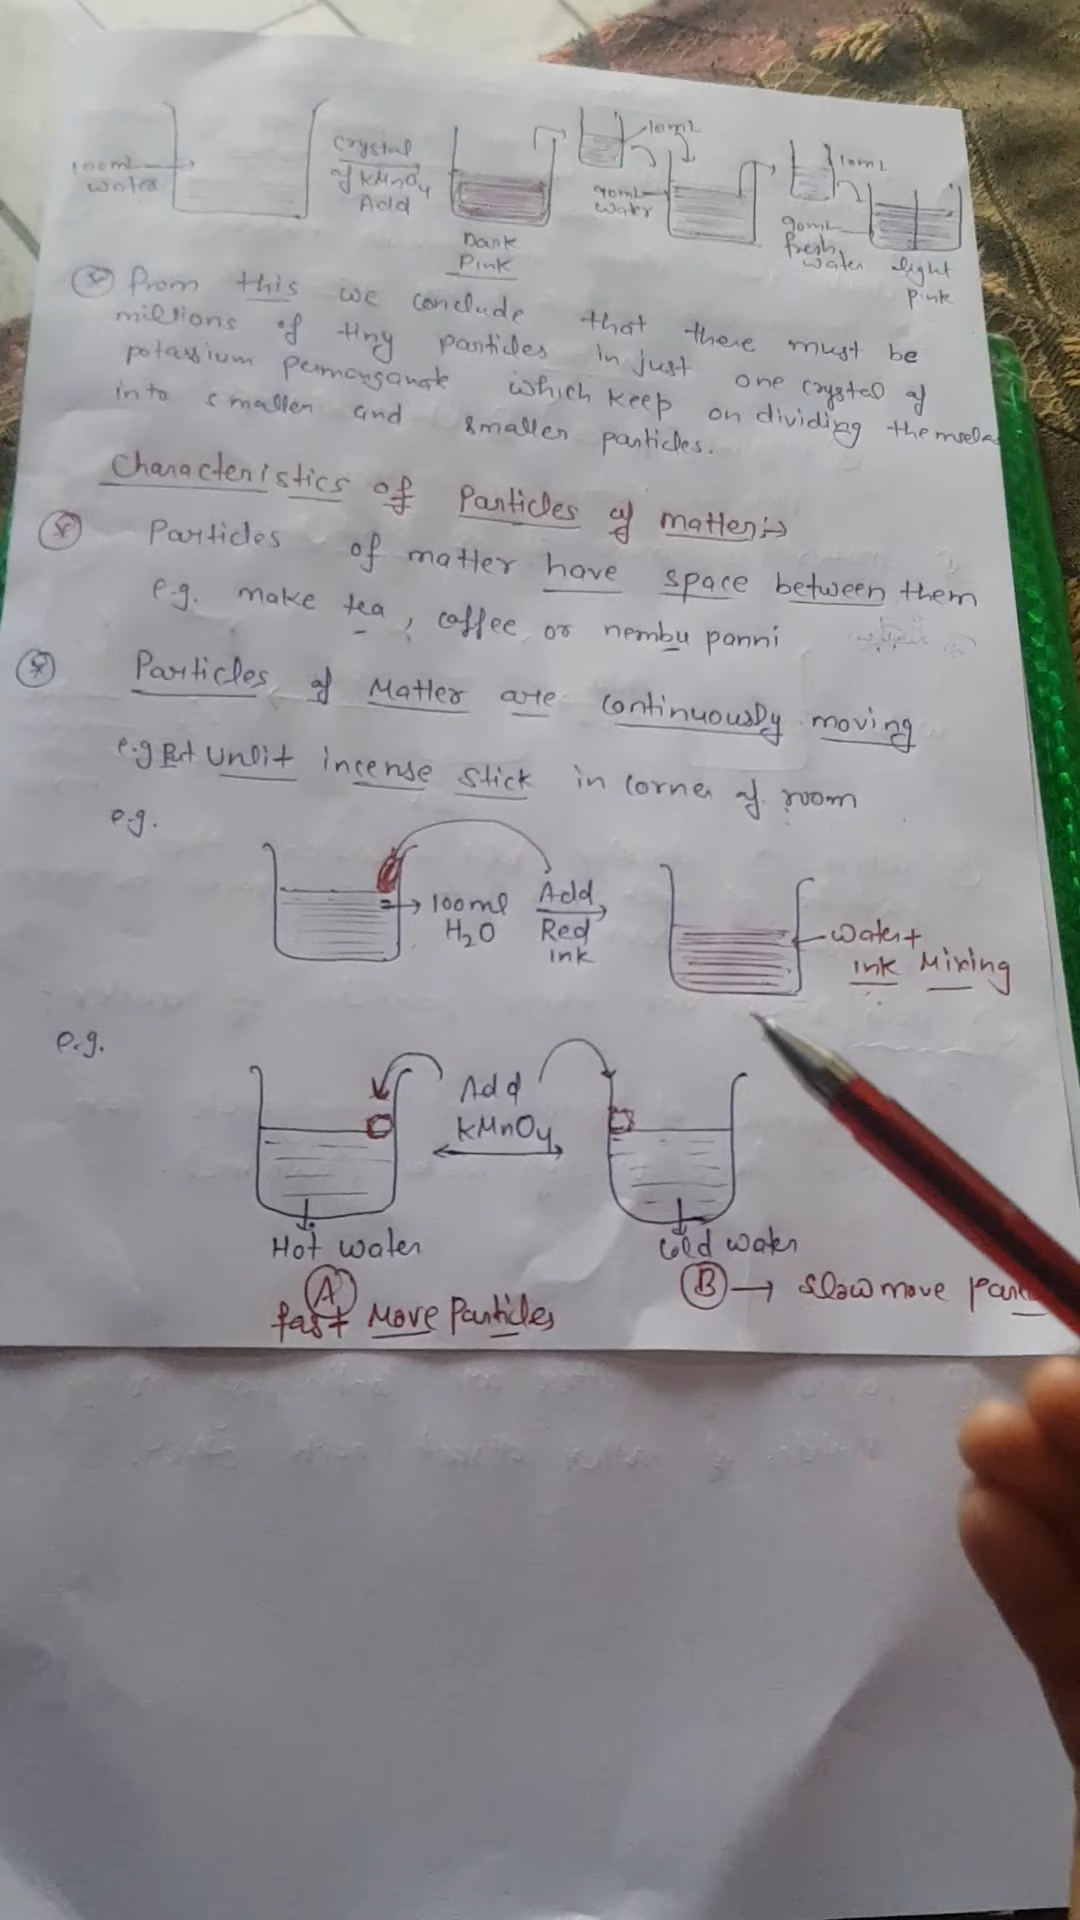 100ml
water
Crystal
of KMnO4
Add
Dark
Pink
10mL
90mL
water
10mL
90mL
fresh
water
light
Pink
from this we conclude that there must be
millions of tiny particles in just one crystal of
potassium permanganate which keep on dividing
into smaller and smaller particles.
Characteristics of Particles of matter:→
Particles of matter have space between them
e.g. make tea, coffee or nembu panni
Particles of Matter are continuously moving
e.g Put Unlit incense stick in corner of room
e.g.
100ml
H2O
Add
Red
ink
water+
ink Mixing
e.g.
Add
KMnO4
Hot water
Cold water
A
fast Move Particles
B → Slow move